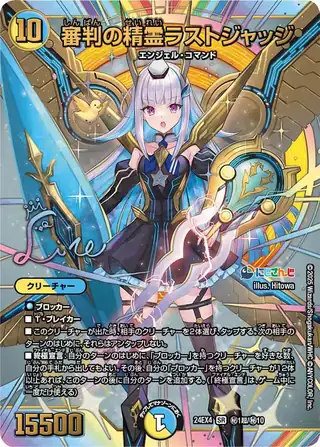 10
しんぱん せいれい
審判の精霊ラストジャッジ
エンジェル・コマンド
Lize
にじさんじ
illus. Hitowa
クリーチャー
ブロッカー
T・ブレイカー
このクリーチャーが出た時、相手のクリーチャーを2体選び、タップする。次の相手の
ターンのはじめに、それらはアンタップしない。
終極宣言：自分のターンのはじめに、「ブロッカー」を持つクリーチャーを好きな数、
自分の手札から出してもよい。その後、自分の「ブロッカー」を持つクリーチャーが12体
以上あれば、このターンの後に自分のターンを追加する。(「終極宣言」は、ゲーム中に
一度だけ使える)
15500
24EX4 SR